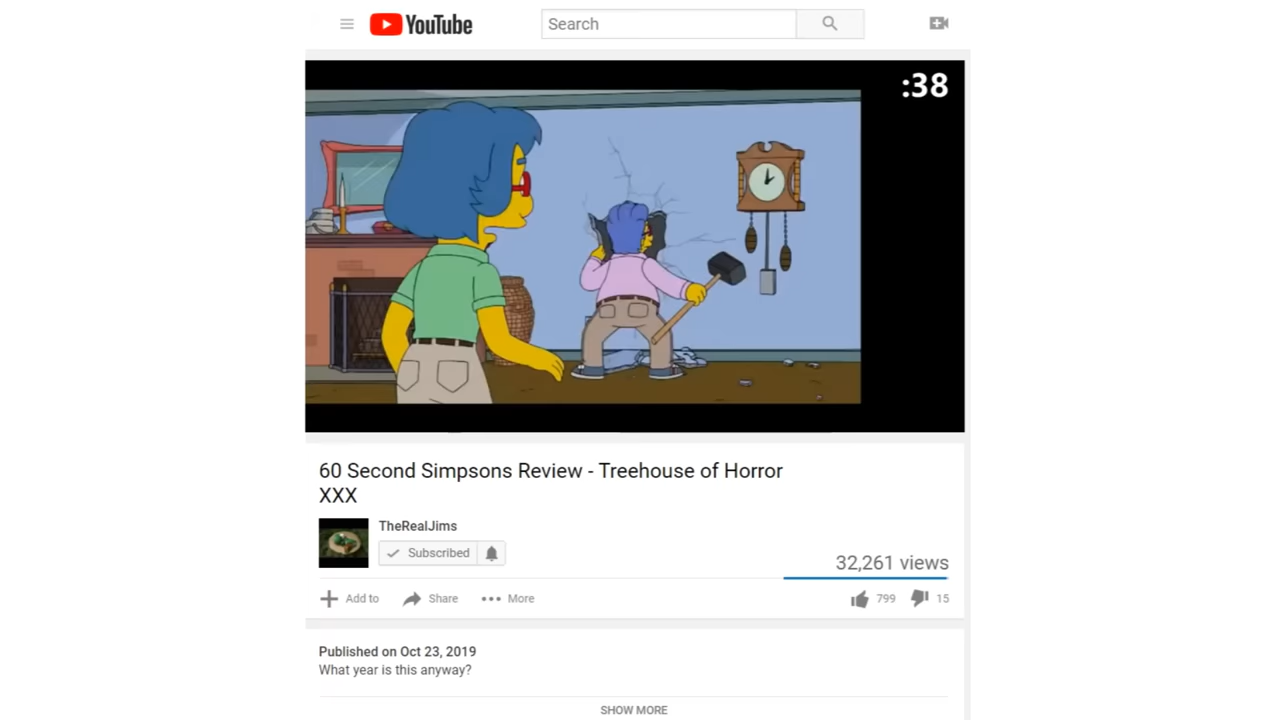 YouTube
Search
:38
60 Second Simpsons Review - Treehouse of Horror
XXX
TheRealJims
Subscribed
32,261 views
Add to
Share
More
799
15
Published on Oct 23, 2019
What year is this anyway?
SHOW MORE